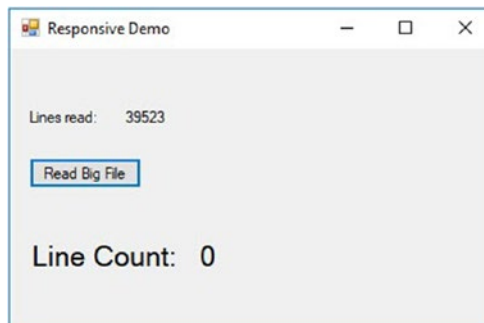 Responsive Demo
Lines read: 39523
Read Big File
Line Count: 0